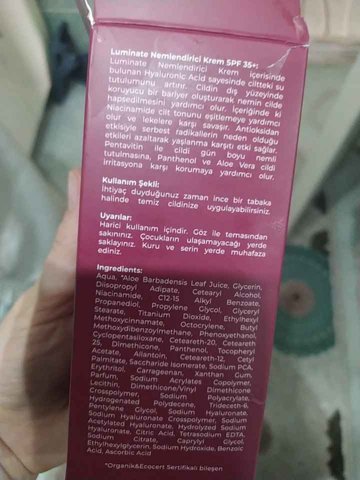 Luminate Nemlendirici Krem SPF 35+:
Luminate Nemlendirici Krem içerisinde
bulunan Hyaluronic Acid sayesinde ciltteki su
tutulumunu artırır. Cildin dış yüzeyinde
koruyucu bir bariyer oluşturarak nemin cilde
hapsedilmesini yardımcı olur. İçeriğinde ki
Niacinamide cilt tonunu eşitlemeye yardımcı
olur ve lekelere karşı savaşır. Antioksidan
etkisiyle serbest radikallerin neden olduğu
etkileri azaltarak yaşlanma karşıtı etki sağlar.
Pentavitin ile cildi gün boyu nemli
tutulmasına, Panthenol ve Aloe Vera cildi
irritasyona karşı korumaya yardımcı olur.
Kullanım Şekli:
İhtiyaç duyduğunuz zaman ince bir tabaka
halinde temiz cildinize uygulayabilirsiniz.
Uyarılar:
Harici kullanım içindir. Göz ile temasından
sakınınız. Çocukların ulaşamayacağı yerde
saklayınız. Kuru ve serin yerde muhafaza
ediniz.
Ingredients:
Aqua, *Aloe Barbadensis Leaf Juice, Glycerin,
Diisopropyl Adipate, Cetearyl Alcohol,
Niacinamide, C12-15 Alkyl Benzoate,
Propanediol, Propylene Glycol, Glyceryl
Stearate, Titanium Dioxide, Ethylhexyl
Methoxycinnamate, Octocrylene, Butyl
Methoxydibenzoylmethane, Phenoxyethanol,
Cyclopentasiloxane, Ceteareth-20, Ceteareth
25, Dimethicone, Panthenol, Tocopheryl
Acetate, Allantoin, Ceteareth-12, Cetyl
Palmitate, Saccharide Isomerate, Sodium PCA,
Erythritol, Carrageenan, Xanthan Gum,
Parfum, Sodium Acrylates Copolymer,
Lecithin, Dimethicone/Vinyl Dimethicone
Crosspolymer, Sodium Polyacrylate,
Hydrogenated Polydecene, Trideceth-6,
Pentylene Glycol, Sodium Hyaluronate,
Sodium Hyaluronate Crosspolymer, Sodium
Acetylated Hyaluronate, Hydrolyzed Sodium
Hyaluronate, Citric Acid, Tetrasodium EDTA,
Sodium Citrate, Caprylyl Glycol,
Ethylhexylglycerin, Sodium Hydroxide, Benzoic
Acid, Ascorbic Acid
*Organik&Ecocert Sertifikalı bileşen